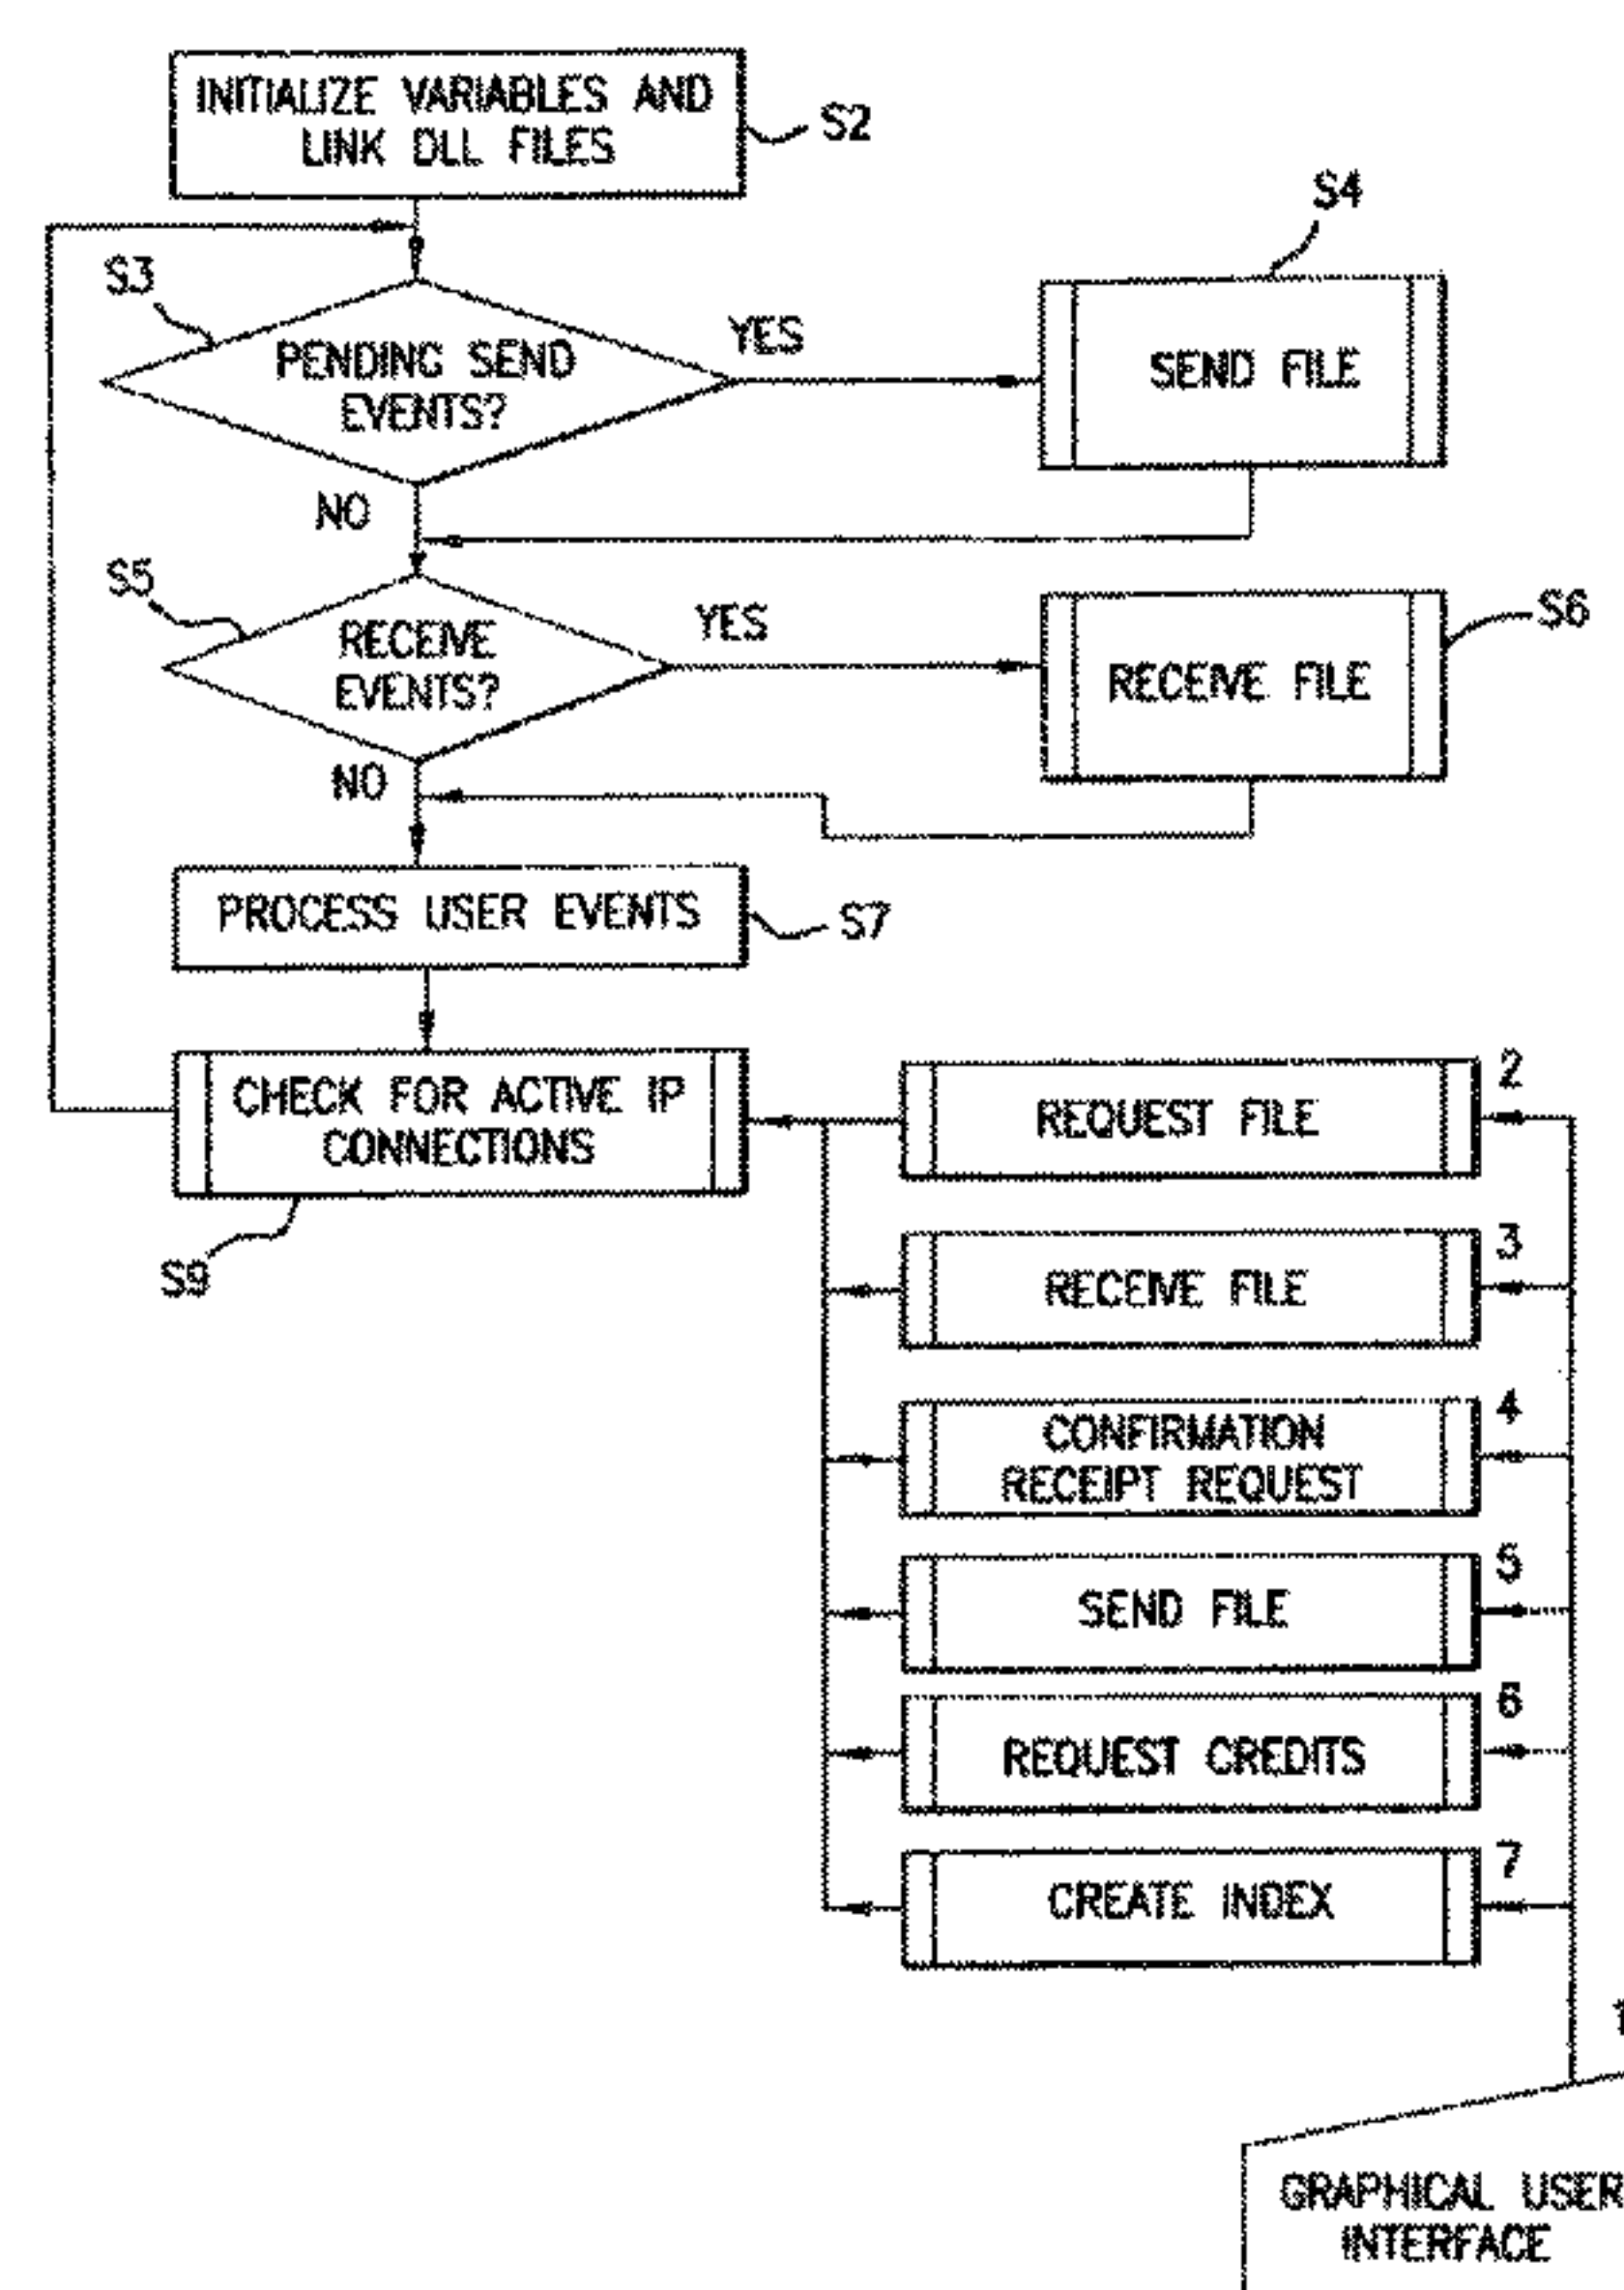 INITIALIZE VARIABLES AND
LINK DLL FILES
S2
S4
S3
PENDING SEND
EVENTS?
YES
SEND FILE
NO
S5
RECEIVE
EVENTS?
YES
RECEIVE FILE
S6
NO
PROCESS USER EVENTS
S7
CHECK FOR ACTIVE IP
CONNECTIONS
S9
REQUEST FILE
2
RECEIVE FILE
3
CONFIRMATION
RECEIPT REQUEST
4
SEND FILE
5
REQUEST CREDITS
6
CREATE INDEX
7
GRAPHICAL USER
INTERFACE